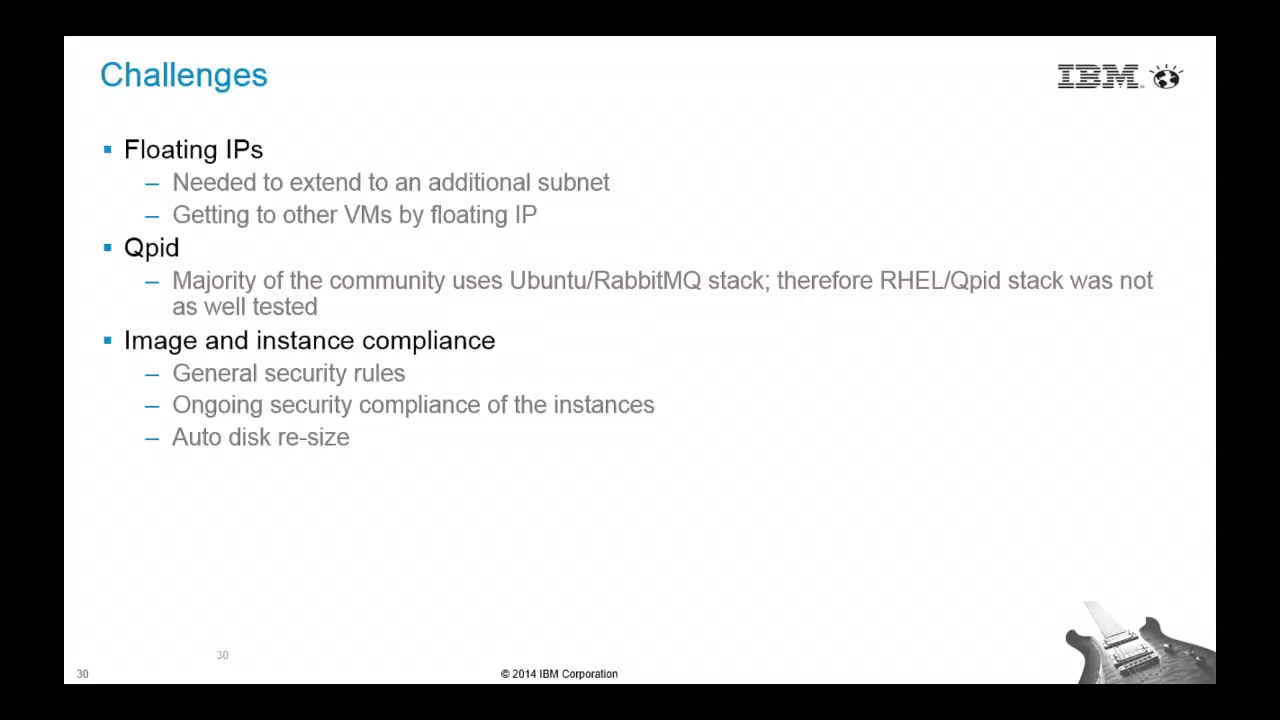 Challenges
IBM
Floating IPs
– Needed to extend to an additional subnet
– Getting to other VMs by floating IP
Qpid
– Majority of the community uses Ubuntu/RabbitMQ stack; therefore RHEL/Qpid stack was not
as well tested
Image and instance compliance
– General security rules
– Ongoing security compliance of the instances
– Auto disk re-size
30
30
© 2014 IBM Corporation